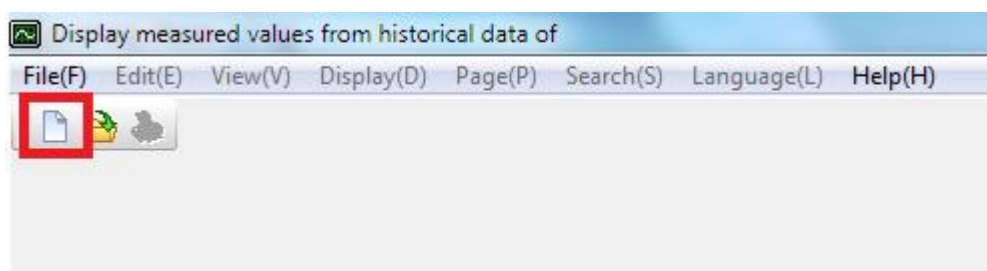 Display measured values from historical data of
File(F) Edit(E) View(V) Display(D) Page(P) Search(S) Language(L) Help(H)